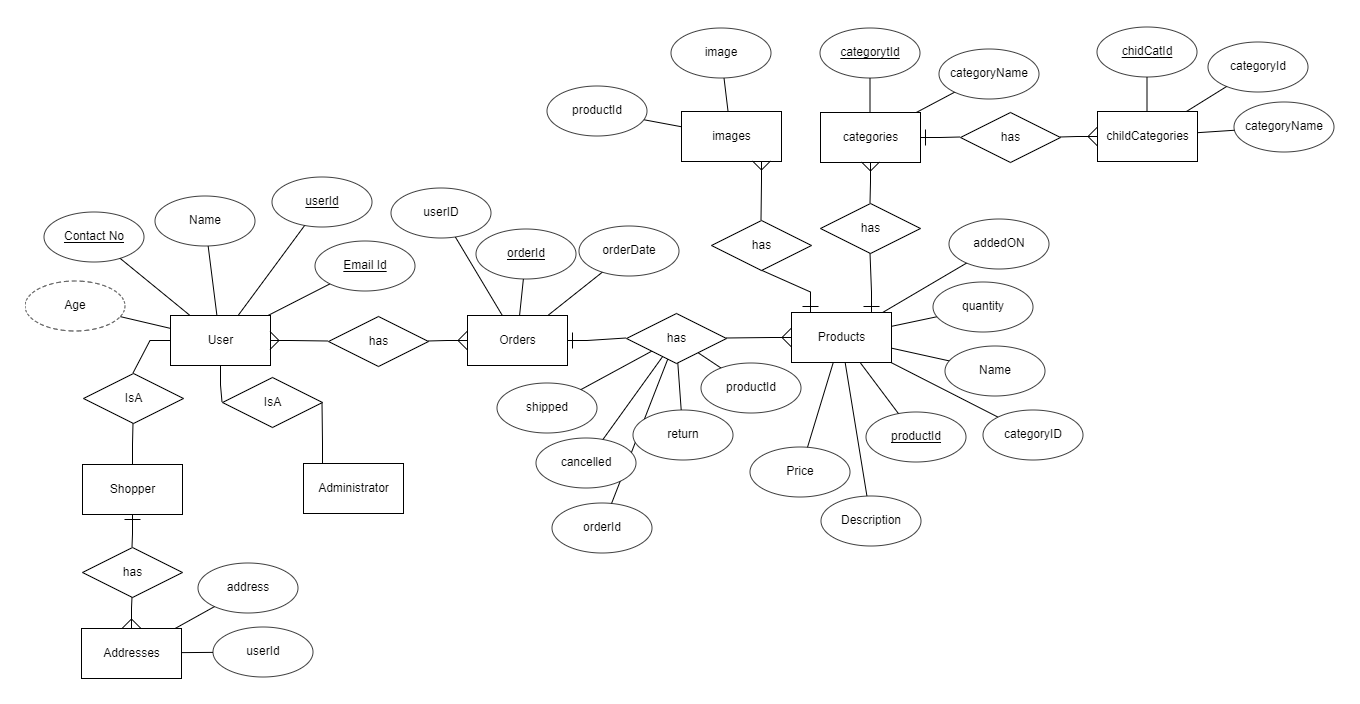 image
categorytId
chidCatId
categoryName
categoryId
productId
images
categories
has
childCategories
categoryName
userId
Name
userID
Contact No
has
has
addedON
orderId
orderDate
Email Id
Age
quantity
User
has
Orders
has
Products
Name
IsA
IsA
productId
shipped
return
productId
categoryID
cancelled
Price
Shopper
Administrator
orderId
Description
has
address
Addresses
userId